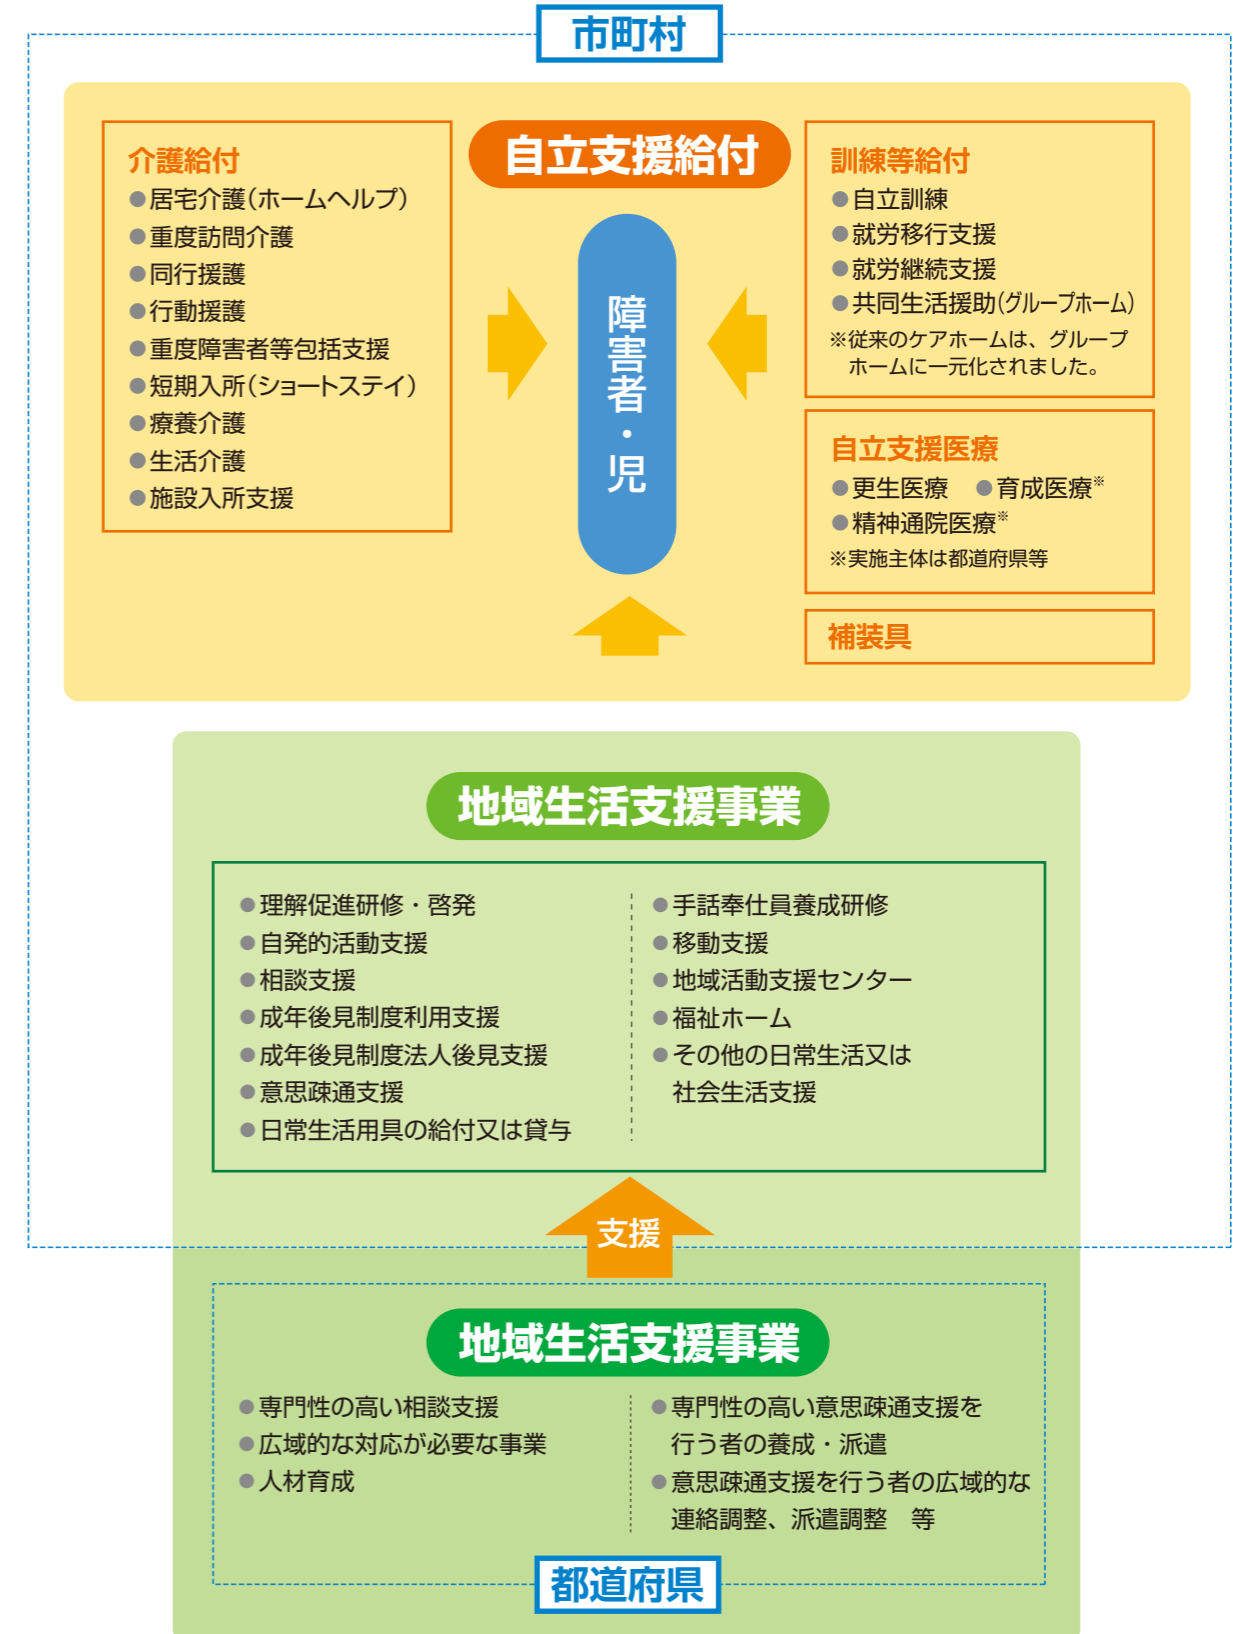 市町村
自立支援給付
介護給付
●居宅介護(ホームヘルプ)
●重度訪問介護
●同行援護
●行動援護
●重度障害者等包括支援
●短期入所(ショートステイ)
●療養介護
●生活介護
●施設入所支援
障害者・児
訓練等給付
●自立訓練
●就労移行支援
●就労継続支援
●共同生活援助(グループホーム)
※従来のケアホームは、グループ
ホームに一元化されました。
自立支援医療
●更生医療 ●育成医療※
●精神通院医療※
※実施主体は都道府県等
補装具
地域生活支援事業
●理解促進研修・啓発
●自発的活動支援
●相談支援
●成年後見制度利用支援
●成年後見制度法人後見支援
●意思疎通支援
●日常生活用具の給付又は貸与
●手話奉仕員養成研修
●移動支援
●地域活動支援センター
●福祉ホーム
●その他の日常生活又は
社会生活支援
支援
地域生活支援事業
●専門性の高い相談支援
●広域的な対応が必要な事業
●人材育成
●専門性の高い意思疎通支援を
行う者の養成・派遣
●意思疎通支援を行う者の広域的な
連絡調整、派遣調整 等
都道府県